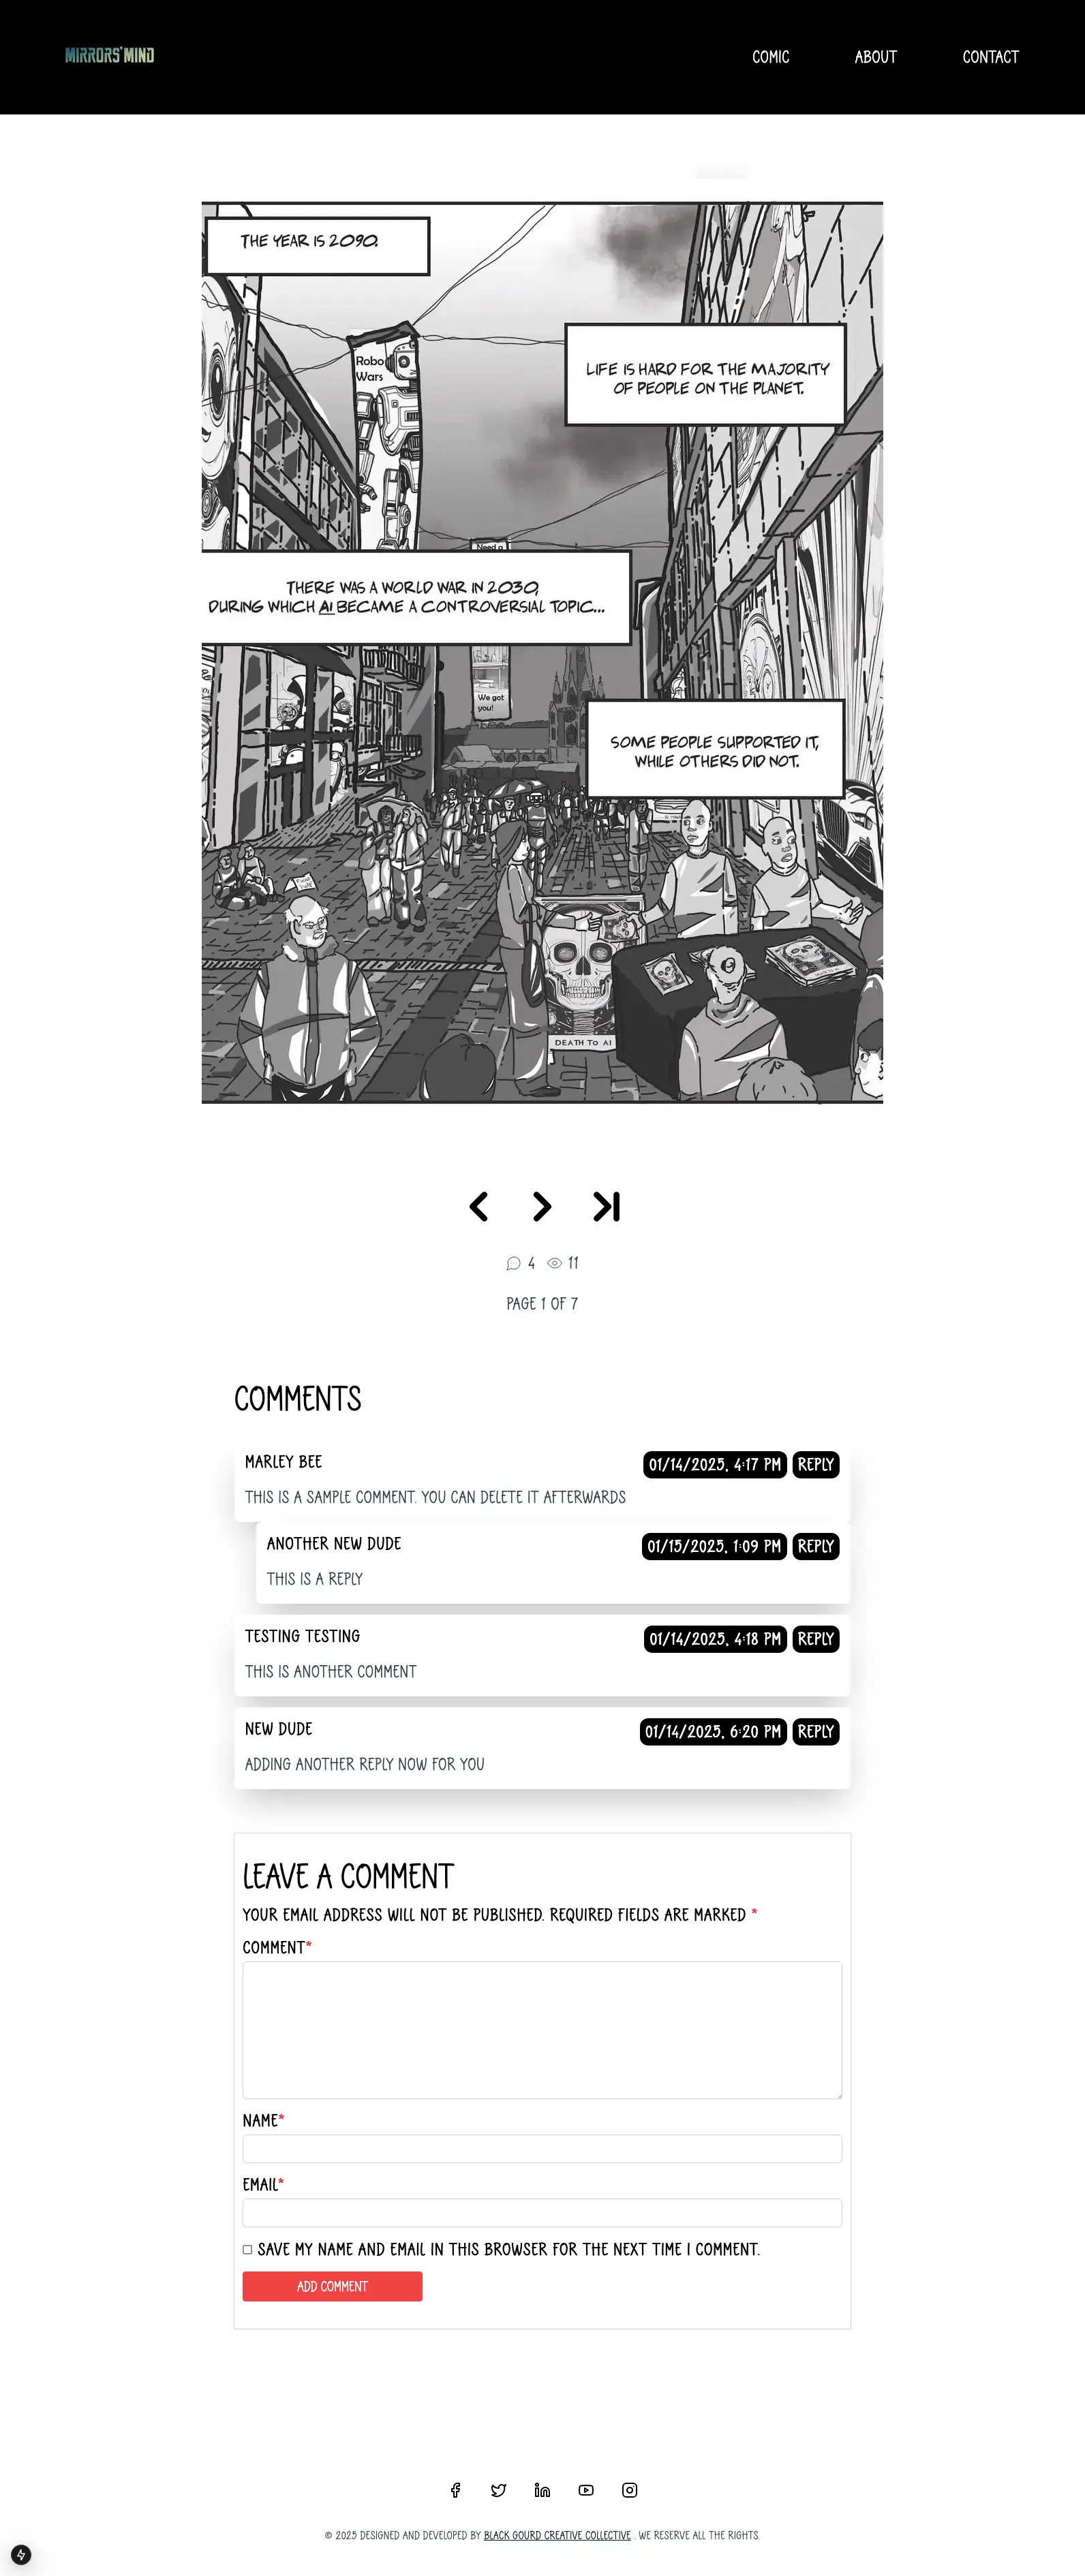 MIRRORS' MIND
COMIC
ABOUT
CONTACT
THE YEAR IS 2090.
Robo
Wars
LIFE IS HARD FOR THE MAJORITY
OF PEOPLE ON THE PLANET.
Need a
THERE WAS A WORLD WAR IN 2030,
DURING WHICH AI BECAME A CONTROVERSIAL TOPIC...
We got
you!
SOME PEOPLE SUPPORTED IT,
WHILE OTHERS DID NOT.
DEATH TO AI
4
11
PAGE 1 OF 7
COMMENTS
MARLEY BEE
01/14/2025, 4:17 PM
REPLY
THIS IS A SAMPLE COMMENT. YOU CAN DELETE IT AFTERWARDS
ANOTHER NEW DUDE
01/15/2025, 1:09 PM
REPLY
THIS IS A REPLY
TESTING TESTING
01/14/2025, 4:18 PM
REPLY
THIS IS ANOTHER COMMENT
NEW DUDE
01/14/2025, 6:20 PM
REPLY
ADDING ANOTHER REPLY NOW FOR YOU
LEAVE A COMMENT
YOUR EMAIL ADDRESS WILL NOT BE PUBLISHED. REQUIRED FIELDS ARE MARKED *
COMMENT*
NAME*
EMAIL*
SAVE MY NAME AND EMAIL IN THIS BROWSER FOR THE NEXT TIME I COMMENT.
ADD COMMENT
© 2025 DESIGNED AND DEVELOPED BY BLACK GOURD CREATIVE COLLECTIVE . WE RESERVE ALL THE RIGHTS.